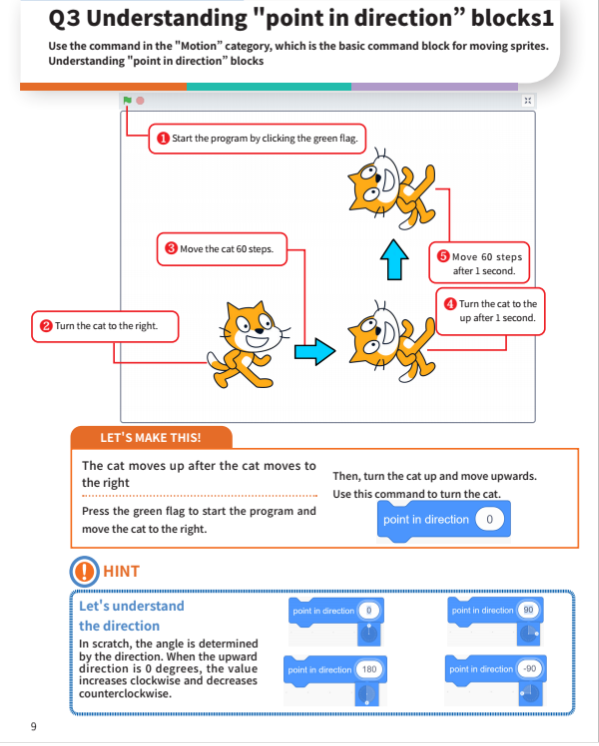 Q3 Understanding "point in direction” blocks1
Use the command in the "Motion" category, which is the basic command block for moving sprites.
Understanding "point in direction” blocks
1 Start the program by clicking the green flag.
3 Move the cat 60 steps.
5 Move 60 steps
after 1 second.
2 Turn the cat to the right.
4 Turn the cat to the
up after 1 second.
LET'S MAKE THIS!
The cat moves up after the cat moves to
the right
Press the green flag to start the program and
move the cat to the right.
Then, turn the cat up and move upwards.
Use this command to turn the cat.
point in direction 0
HINT
Let's understand
the direction
In scratch, the angle is determined
by the direction. When the upward
direction is 0 degrees, the value
increases clockwise and decreases
counterclockwise.
point in direction 0
point in direction 90
point in direction 180
point in direction -90
9